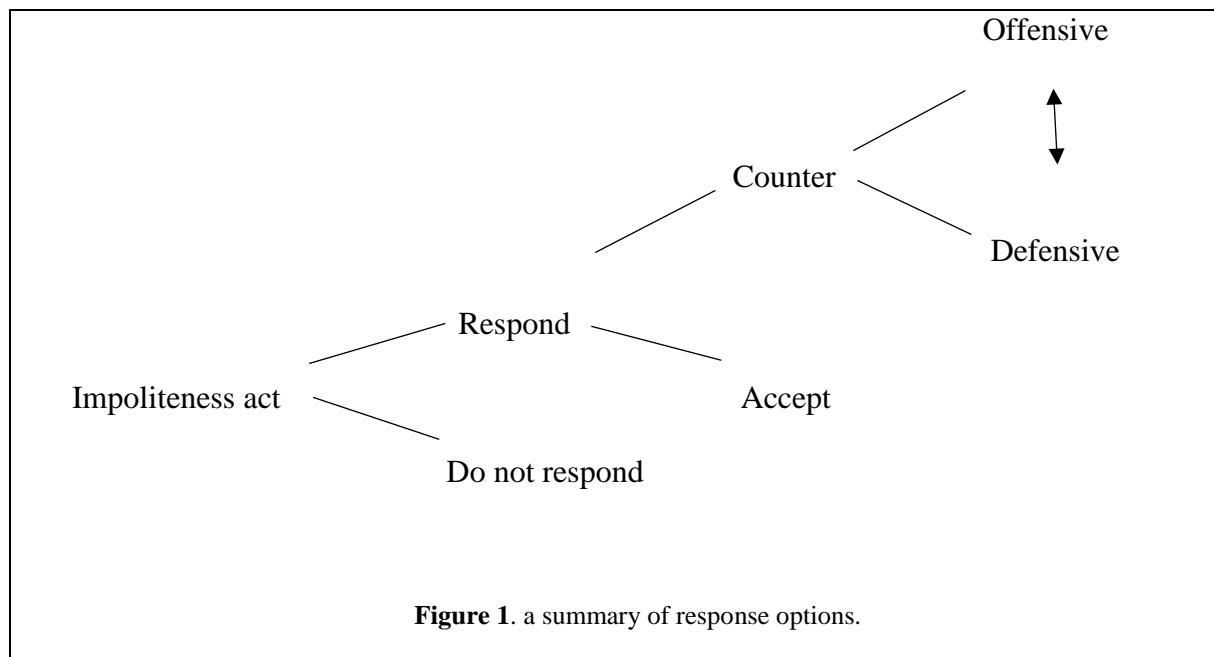 Offensive
Counter
Defensive
Respond
Impoliteness act
Accept
Do not respond
Figure 1. a summary of response options.